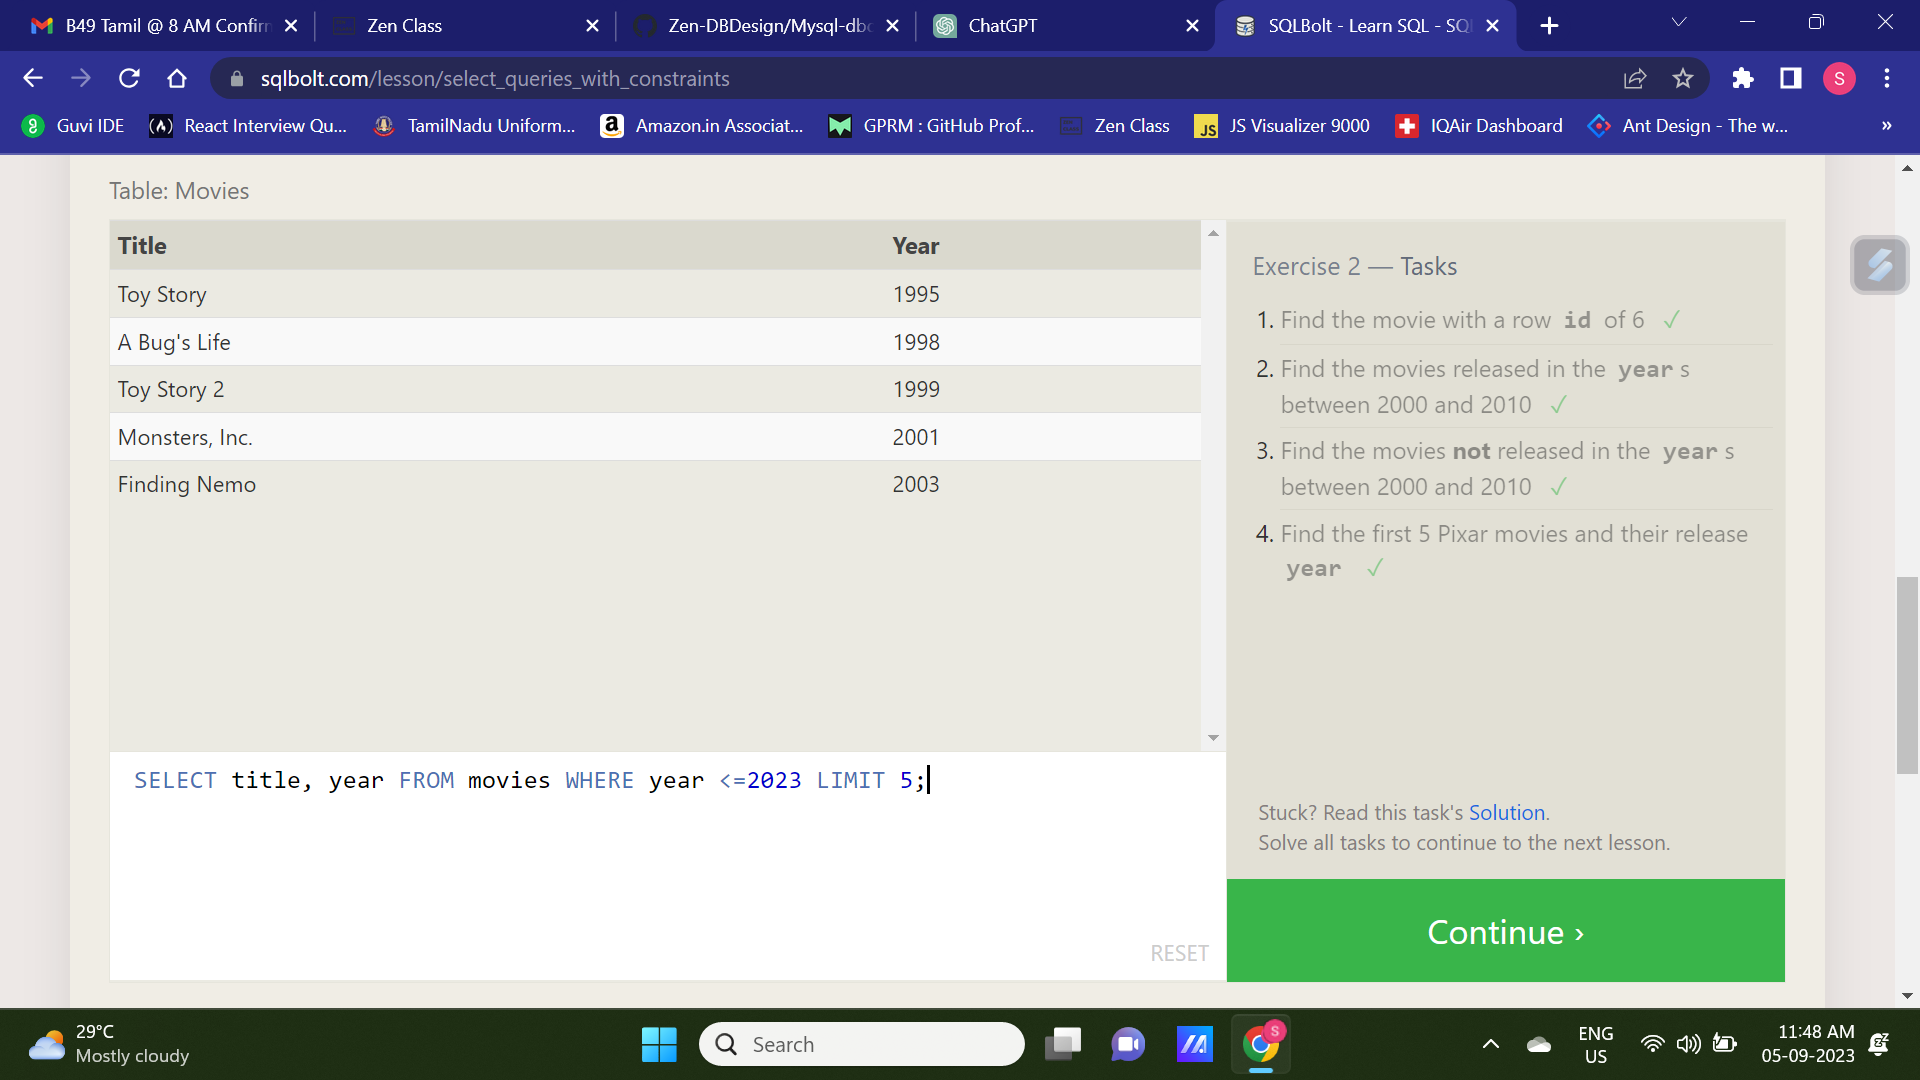 B49 Tamil @ 8 AM Confirm
Zen Class
Zen-DBDesign/Mysql-dbd
ChatGPT
SQLBolt - Learn SQL - SQL
sqlbolt.com/lesson/select_queries_with_constraints
S
Guvi IDE
React Interview Qu...
TamilNadu Uniform...
Amazon.in Associat...
GPRM : GitHub Prof...
Zen Class
JS Visualizer 9000
IQAir Dashboard
Ant Design - The w...
»
Table: Movies
Title Year
Toy Story 1995
A Bug's Life 1998
Toy Story 2 1999
Monsters, Inc. 2001
Finding Nemo 2003
SELECT title, year FROM movies WHERE year <=2023 LIMIT 5;
RESET
Exercise 2 — Tasks
1. Find the movie with a row id of 6 ✓
2. Find the movies released in the year s
between 2000 and 2010 ✓
3. Find the movies not released in the year s
between 2000 and 2010 ✓
4. Find the first 5 Pixar movies and their release
year ✓
Stuck? Read this task's Solution.
Solve all tasks to continue to the next lesson.
Continue ›
29°C
Mostly cloudy
Search
S
ENG
US
11:48 AM
05-09-2023